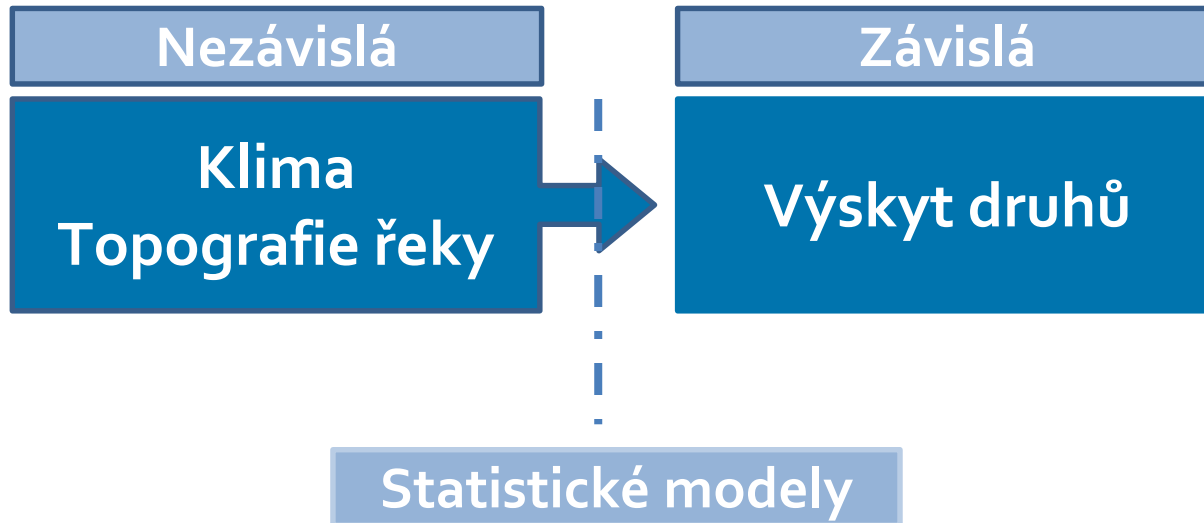 Nezávislá
Závislá
Klima
Topografie řeky
Výskyt druhů
Statistické modely